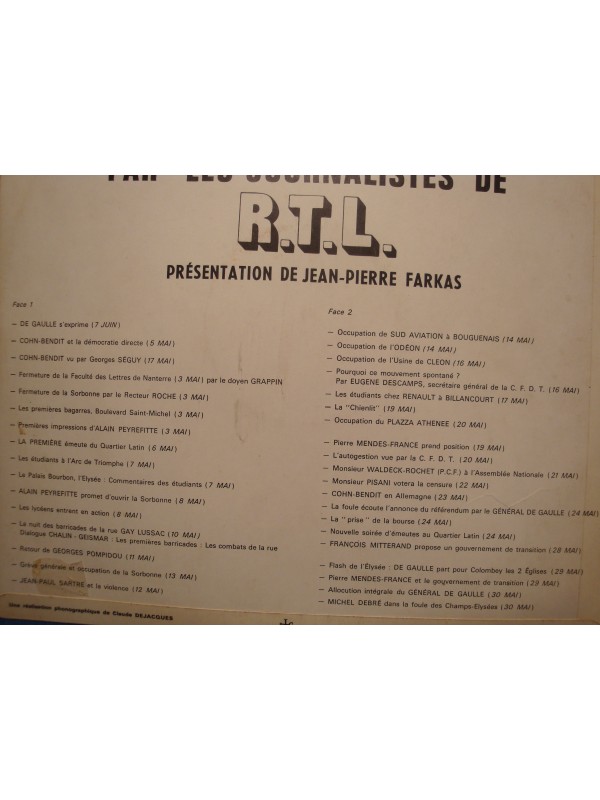 PAR LES JOURNALISTES DE
R.T.L.
PRÉSENTATION DE JEAN-PIERRE FARKAS
Face 1
— DE GAULLE s'exprime (7 JUIN)
— COHN-BENDIT et la démocratie directe (5 MAI)
— COHN-BENDIT vu par Georges SÉGUY (17 MAI)
— Fermeture de la Faculté des Lettres de Nanterre (3 MAI) par le doyen GRAPPIN
— Fermeture de la Sorbonne par le Recteur ROCHE (3 MAI)
— Les premières bagarres, Boulevard Saint-Michel (3 MAI)
— Premières impressions d'ALAIN PEYREFITTE (3 MAI)
— LA PREMIÈRE émeute du Quartier Latin (6 MAI)
— Les étudiants à l'Arc de Triomphe (7 MAI)
— Le Palais Bourbon, l'Elysée : Commentaires des étudiants (7 MAI)
— ALAIN PEYREFITTE promet d'ouvrir la Sorbonne (8 MAI)
— Les lycéens entrent en action (8 MAI)
— La nuit des barricades de la rue GAY LUSSAC (10 MAI)
Dialogue CHALIN - GEISMAR : Les premières barricades : Les combats de la rue
— Retour de GEORGES POMPIDOU (11 MAI)
— Grève générale et occupation de la Sorbonne (13 MAI)
— JEAN-PAUL SARTRE et la violence (12 MAI)
Une réalisation phonographique de Claude DEJACQUES
Face 2
— Occupation de SUD AVIATION à BOUGUENAIS (14 MAI)
— Occupation de l'ODÉON (14 MAI)
— Occupation de l'Usine de CLEON (16 MAI)
— Pourquoi ce mouvement spontané ?
Par EUGENE DESCAMPS, secrétaire général de la C. F. D. T. (16 MAI)
— Les étudiants chez RENAULT à BILLANCOURT (17 MAI)
— La "Chienlit" (19 MAI)
— Occupation du PLAZZA ATHENEE (20 MAI)
— Pierre MENDES-FRANCE prend position (19 MAI)
— L'autogestion vue par la C. F. D. T. (20 MAI)
— Monsieur WALDECK-ROCHET (P.C.F.) à l'Assemblée Nationale (21 MAI)
— Monsieur PISANI votera la censure (22 MAI)
— COHN-BENDIT en Allemagne (23 MAI)
— La foule écoute l'annonce du référendum par le GÉNÉRAL DE GAULLE (24 MAI)
— La "prise" de la bourse (24 MAI)
— Nouvelle soirée d'émeutes au Quartier Latin (24 MAI)
— FRANÇOIS MITTERAND propose un gouvernement de transition (28 MAI)
— Flash de l'Élysée : DE GAULLE part pour Colombey les 2 Églises (29 MAI)
— Pierre MENDES-FRANCE et le gouvernement de transition (29 MAI)
— Allocution intégrale du GÉNÉRAL DE GAULLE (30 MAI)
— MICHEL DEBRÉ dans la foule des Champs-Elysées (30 MAI)